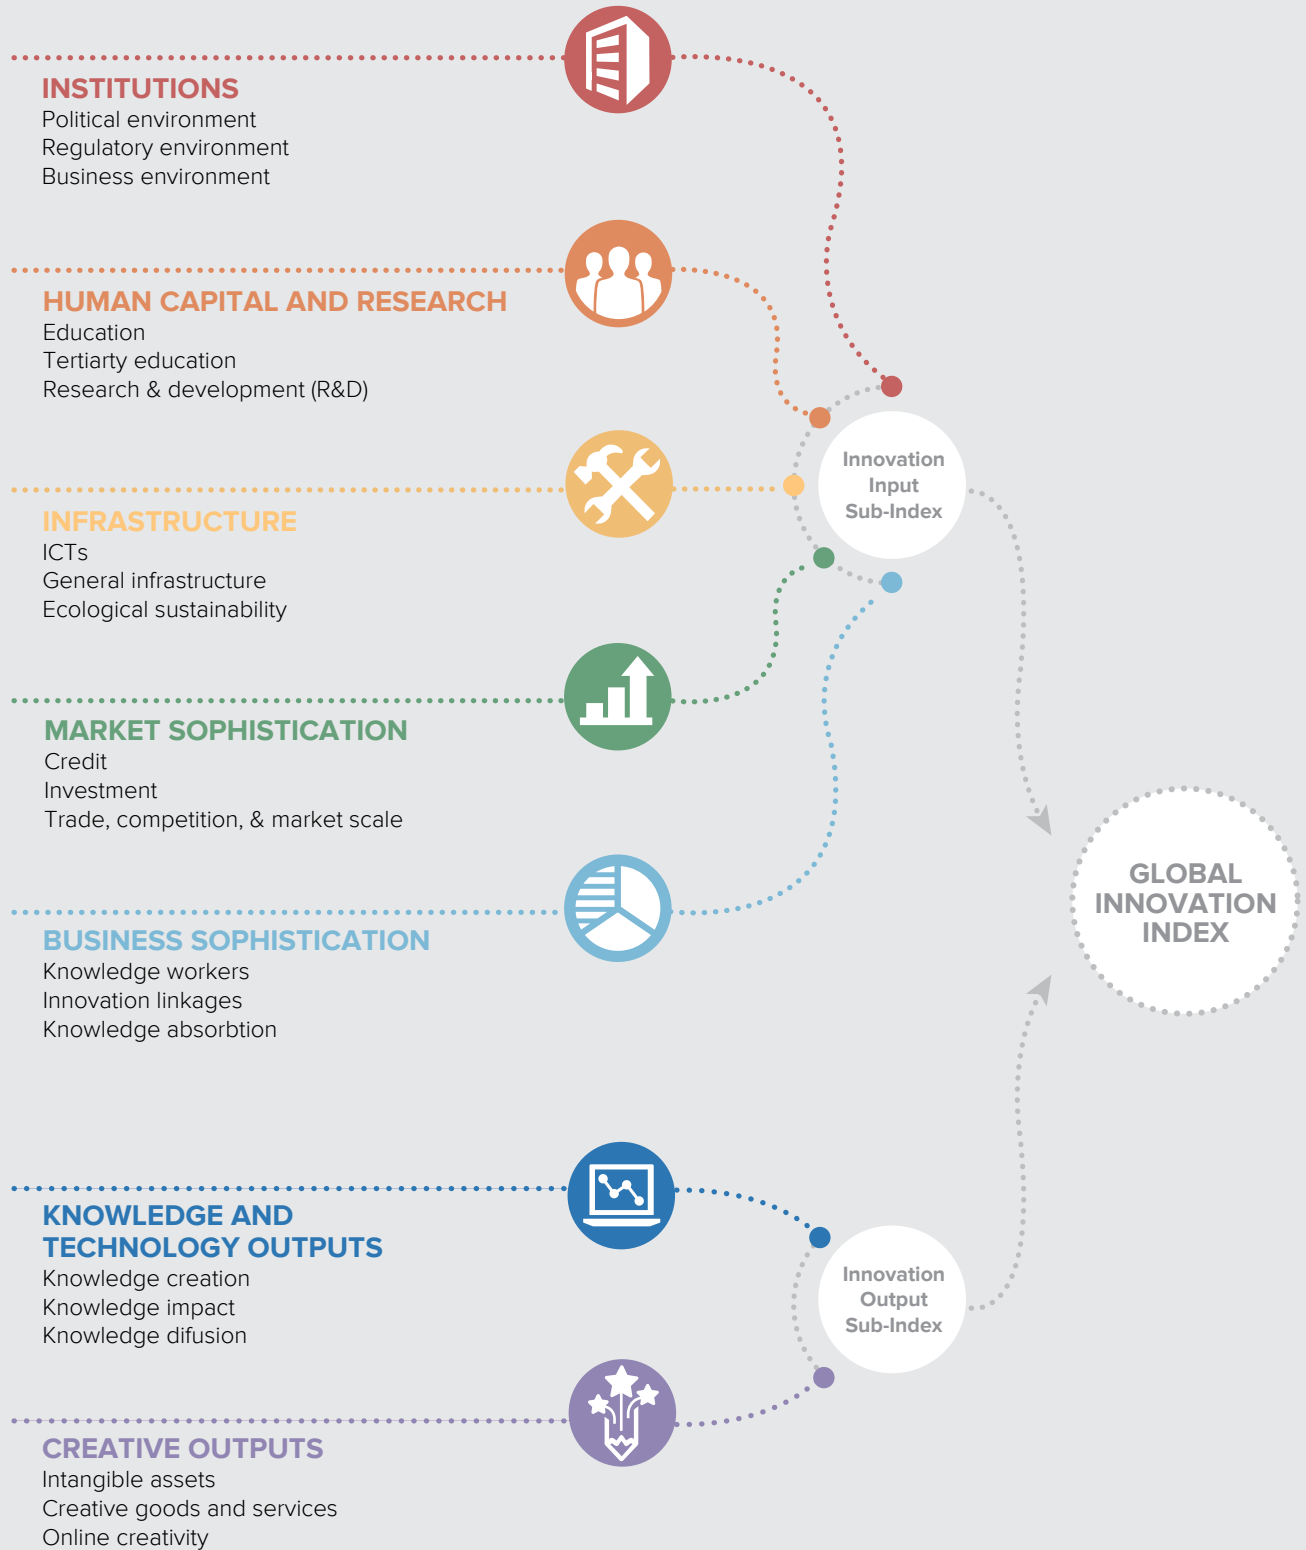 INSTITUTIONS
Political environment
Regulatory environment
Business environment
HUMAN CAPITAL AND RESEARCH
Education
Tertiarty education
Research & development (R&D)
Innovation
Input
Sub-Index
INFRASTRUCTURE
ICTs
General infrastructure
Ecological sustainability
MARKET SOPHISTICATION
Credit
Investment
Trade, competition, & market scale
GLOBAL
INNOVATION
INDEX
BUSINESS SOPHISTICATION
Knowledge workers
Innovation linkages
Knowledge absorbtion
KNOWLEDGE AND
TECHNOLOGY OUTPUTS
Knowledge creation
Knowledge impact
Knowledge difusion
Innovation
Output
Sub-Index
CREATIVE OUTPUTS
Intangible assets
Creative goods and services
Online creativity